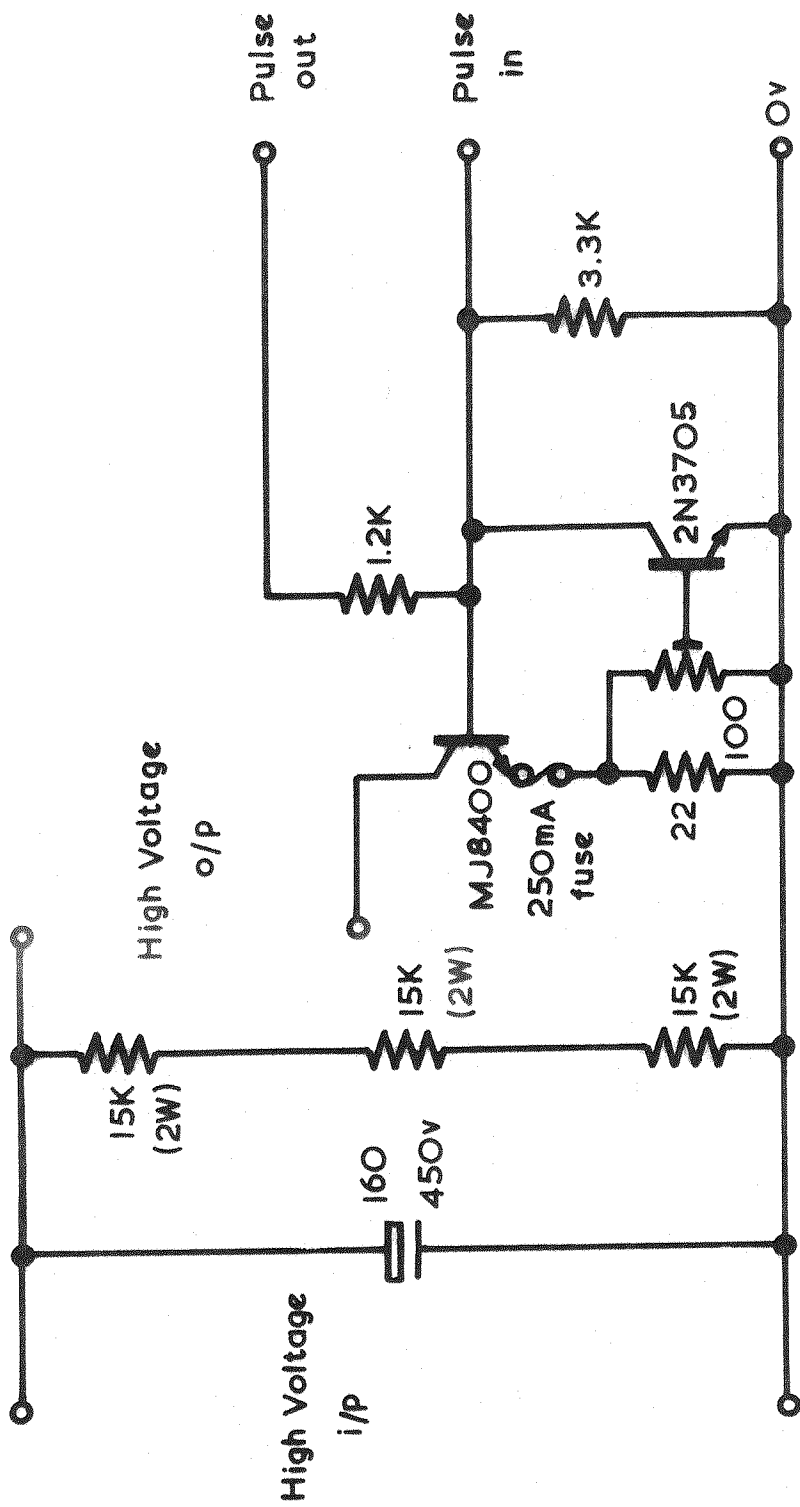 High Voltage
i/p
160
450v
15K
(2W)
15K
(2W)
15K
(2W)
High Voltage
o/p
MJ8400
250mA
fuse
22
100
1.2K
2N3705
3.3K
Pulse
out
Pulse
in
0v